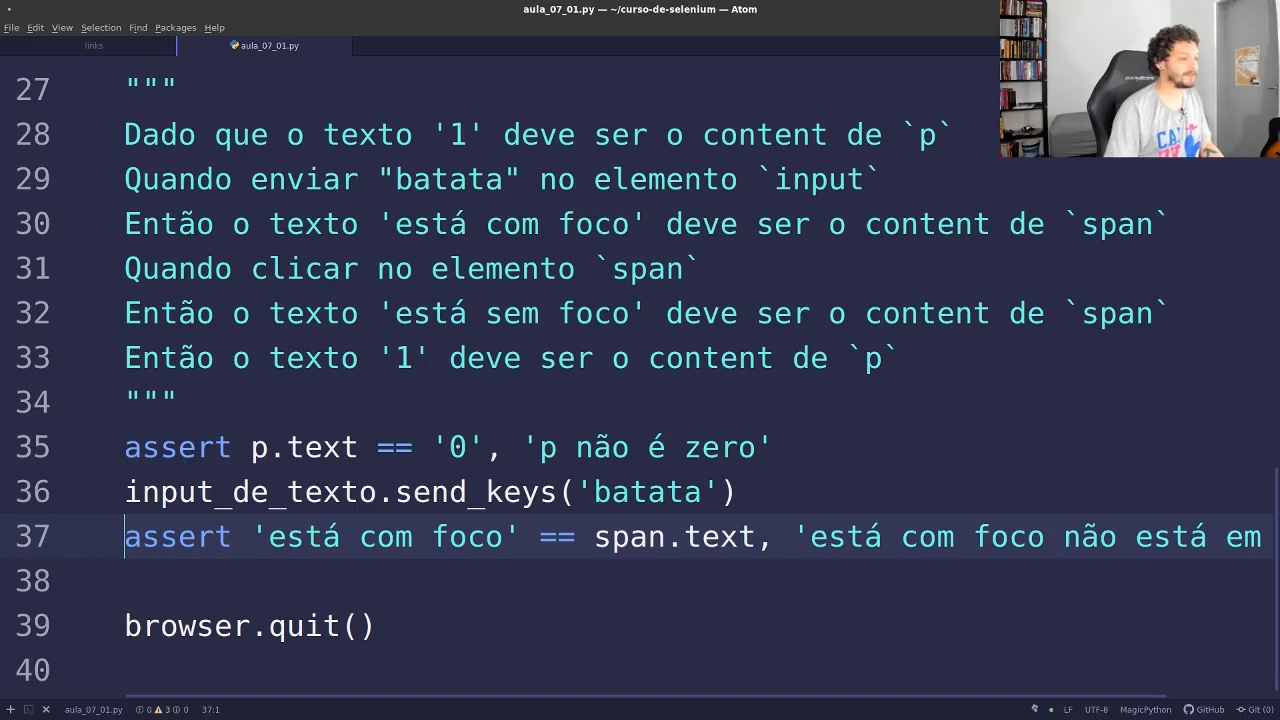 aula_07_01.py — ~/curso-de-selenium — Atom
File Edit View Selection Find Packages Help
links aula_07_01.py
27 """
28 Dado que o texto '1' deve ser o content de `p`
29 Quando enviar "batata" no elemento `input`
30 Então o texto 'está com foco' deve ser o content de `span`
31 Quando clicar no elemento `span`
32 Então o texto 'está sem foco' deve ser o content de `span`
33 Então o texto '1' deve ser o content de `p`
34 """
35 assert p.text == '0', 'p não é zero'
36 input_de_texto.send_keys('batata')
37 assert 'está com foco' == span.text, 'está com foco não está em
38
39 browser.quit()
40
aula_07_01.py 0 3 0 37:1 LF UTF-8 MagicPython GitHub Git (0)